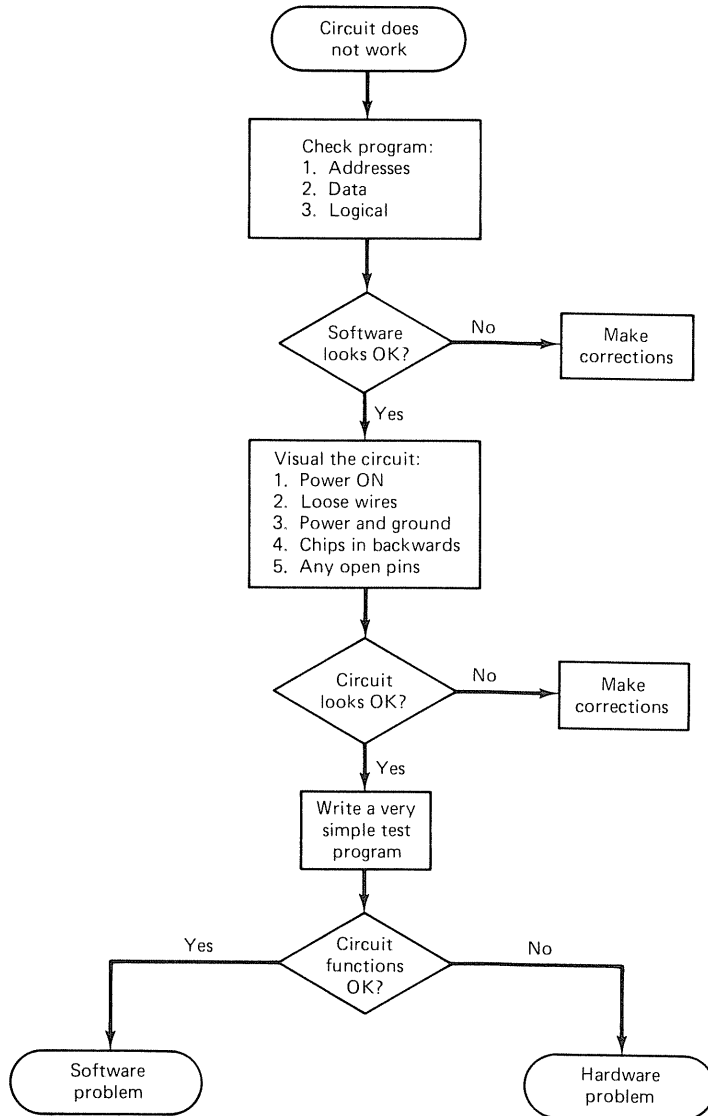 Circuit does
not work
Check program:
1. Addresses
2. Data
3. Logical
Software
looks OK?
No
Make
corrections
Yes
Visual the circuit:
1. Power ON
2. Loose wires
3. Power and ground
4. Chips in backwards
5. Any open pins
Circuit
looks OK?
No
Make
corrections
Yes
Write a very
simple test
program
Yes
Circuit
functions
OK?
No
Software
problem
Hardware
problem